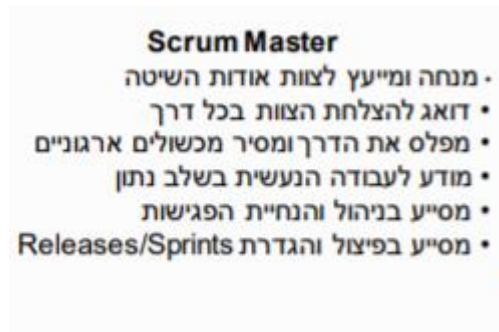 Scrum Master
• מנחה ומייעץ לצוות אודות השיטה
• דואג להצלחת הצוות בכל דרך
• מפלס את הדרך ומסיר מכשולים ארגוניים
• מודע לעבודה הנעשית בשלב נתון
• מסייע בניהול והנחיית הפגישות
• מסייע בפיצול והגדרת Releases/Sprints